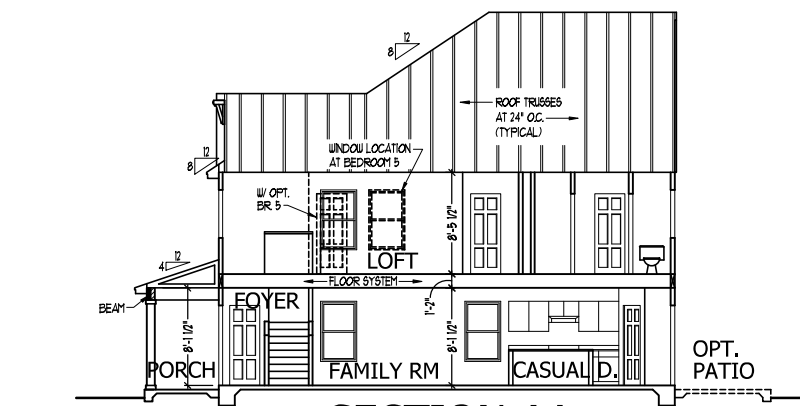 12
8
ROOF TRUSSES
AT 24" O.C.
(TYPICAL)
WINDOW LOCATION
AT BEDROOM 5
12
8
W/ OPT.
BR. 5
8'-5 1/2"
LOFT
12
4
FLOOR SYSTEM
1'-2"
FOYER
BEAM
8'-1 1/2"
8'-1 1/2"
PORCH
FAMILY RM
CASUAL D.
OPT.
PATIO